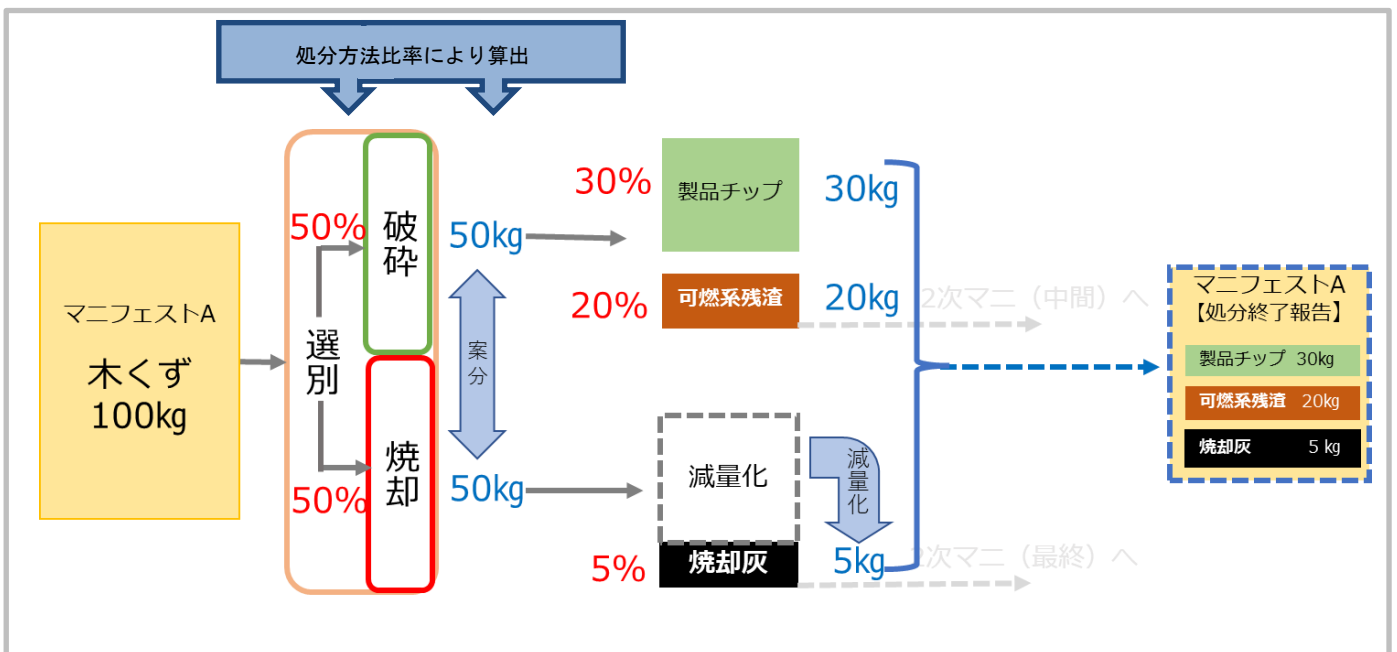 処分方法比率により算出
マニフェストA
木くず
100kg
選別
50%
破砕
50%
焼却
50kg
案分
50kg
30%
製品チップ
30kg
20%
可燃系残渣
20kg
2次マニ（中間）へ
減量化
減量化
5%
焼却灰
5kg
2次マニ（最終）へ
マニフェストA
【処分終了報告】
製品チップ 30kg
可燃系残渣 20kg
焼却灰 5 kg